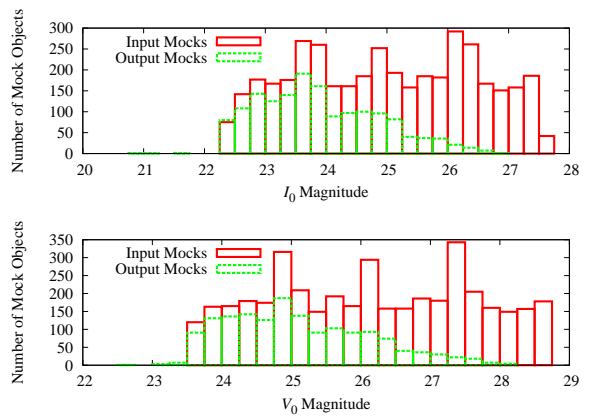 Number of Mock Objects
300
250
200
150
100
50
0
Input Mocks
Output Mocks
20 21 22 23 24 25 26 27 28
I0 Magnitude
Number of Mock Objects
350
300
250
200
150
100
50
0
Input Mocks
Output Mocks
22 23 24 25 26 27 28 29
V0 Magnitude